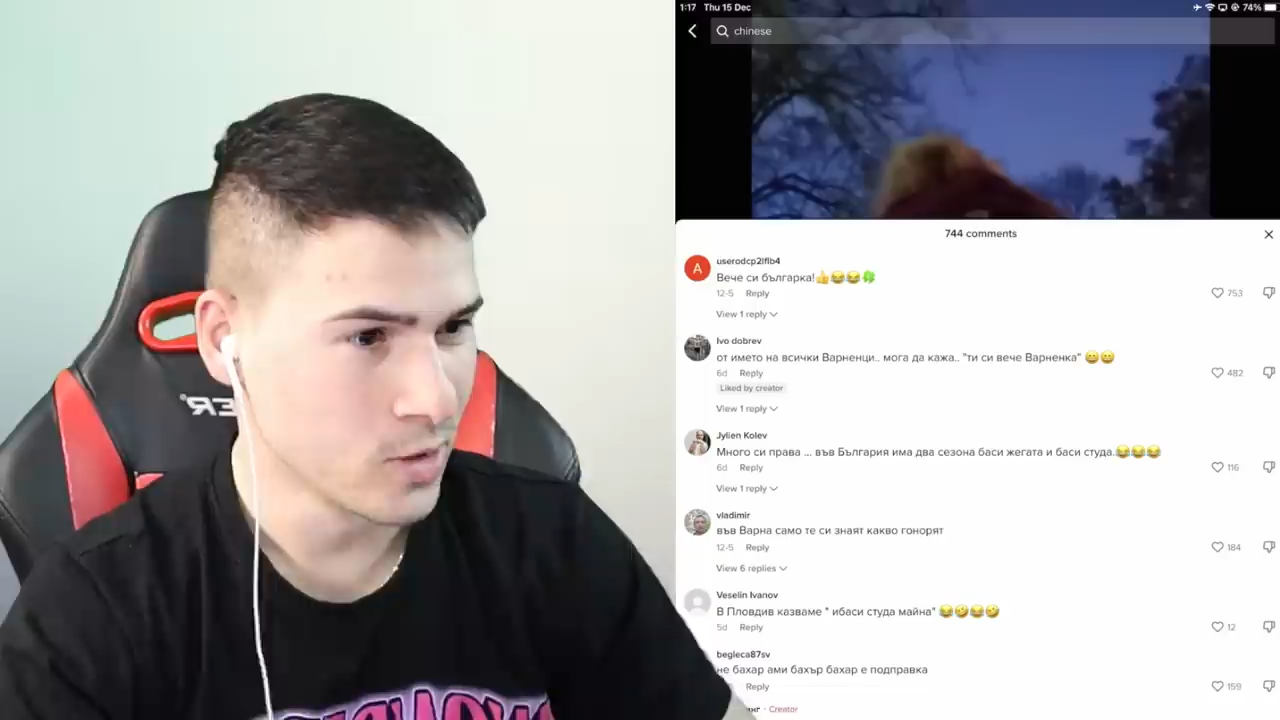 1:17 Thu 15 Dec
74%
chinese
744 comments
A
userodcp2lflb4
Вече си българка!👍😂😂🍀
12-5 Reply
753
View 1 reply
Ivo dobrev
от името на всички Варненци.. мога да кажа.. "ти си вече Варненка" 😄😄
6d Reply
482
Liked by creator
View 1 reply
Jylien Kolev
Много си права ... във България има два сезона баси жегата и баси студа.😂😂😂
6d Reply
116
View 1 reply
vladimir
във Варна само те си знаят какво гонорят
12-5 Reply
184
View 6 replies
Veselin Ivanov
В Пловдив казваме " ибаси студа майна" 😂🤣😂🤣
5d Reply
12
begleca87sv
не бахар ами бахър бахар е подправка
Reply
159
· Creator